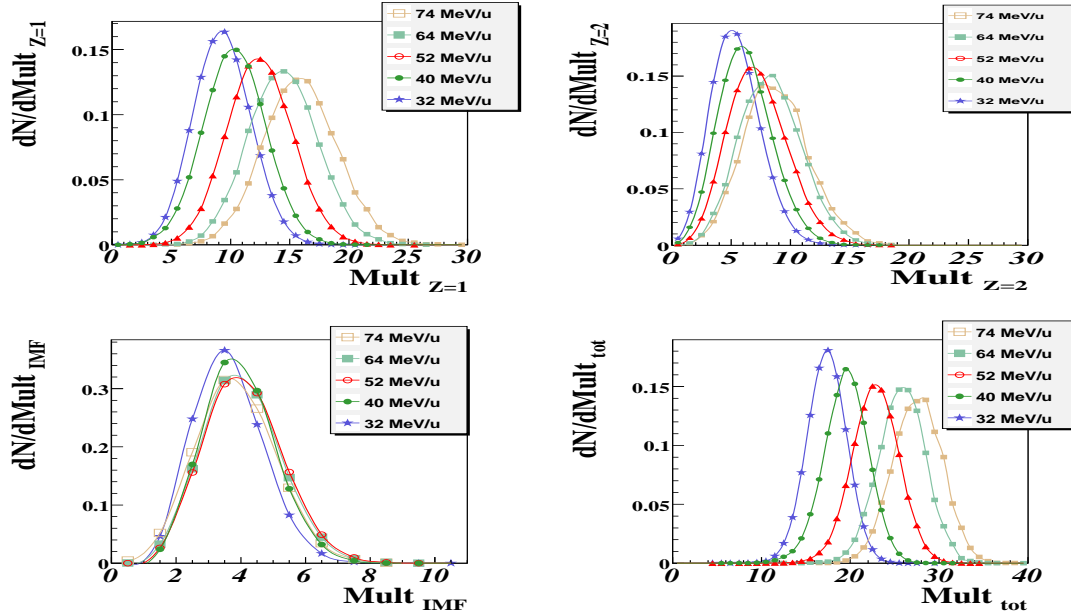 dN/dMult Z=1
0.15
0.1
0.05
0
74 MeV/u
64 MeV/u
52 MeV/u
40 MeV/u
32 MeV/u
0 5 10 15 20 25 30
Mult Z=1
dN/dMult Z=2
0.15
0.1
0.05
0
74 MeV/u
64 MeV/u
52 MeV/u
40 MeV/u
32 MeV/u
0 5 10 15 20 25 30
Mult Z=2
dN/dMult IMF
0.3
0.2
0.1
0
74 MeV/u
64 MeV/u
52 MeV/u
40 MeV/u
32 MeV/u
0 2 4 6 8 10
Mult IMF
dN/dMult tot
0.15
0.1
0.05
0
74 MeV/u
64 MeV/u
52 MeV/u
40 MeV/u
32 MeV/u
0 10 20 30 40
Mult tot